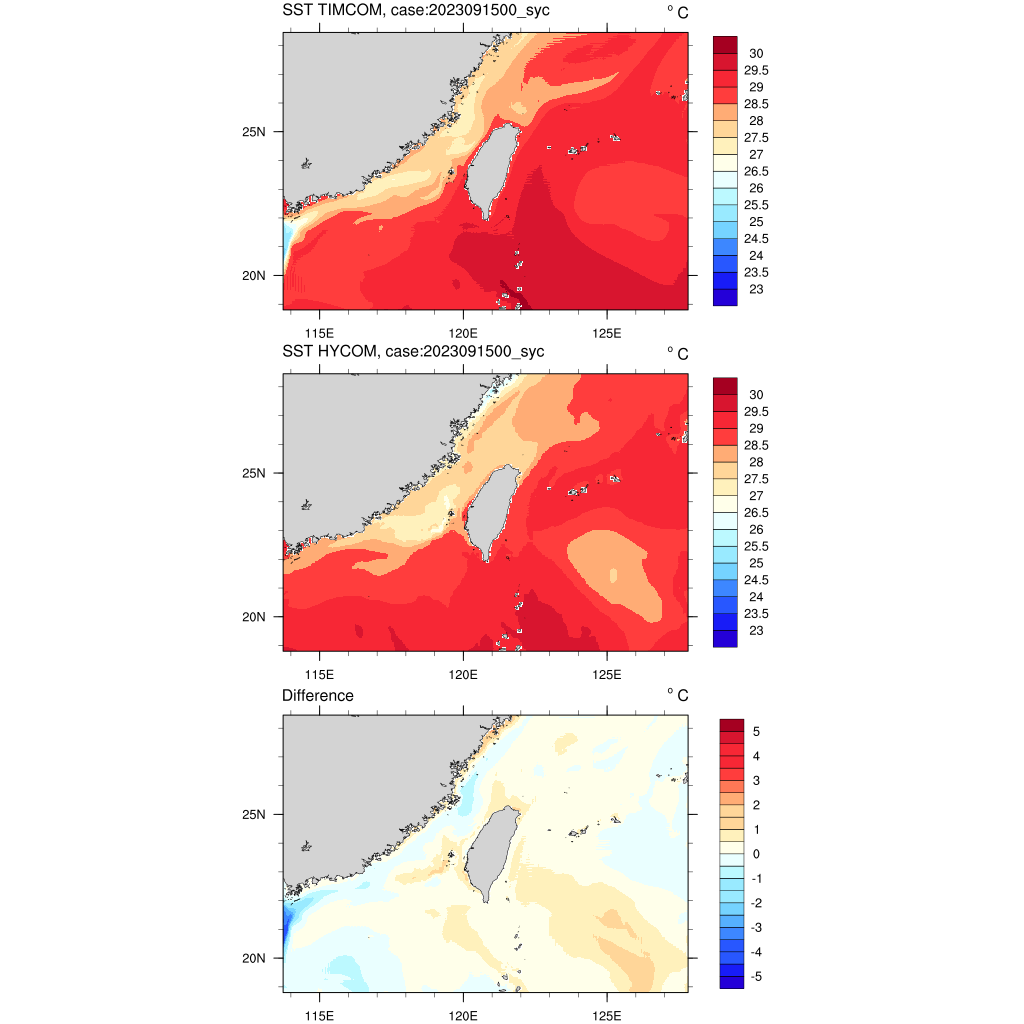 SST TIMCOM, case:2023091500_syc
° C
30
29.5
29
28.5
28
27.5
27
26.5
26
25.5
25
24.5
24
23.5
23
25N
20N
115E 120E 125E
SST HYCOM, case:2023091500_syc
° C
30
29.5
29
28.5
28
27.5
27
26.5
26
25.5
25
24.5
24
23.5
23
25N
20N
115E 120E 125E
Difference
° C
5
4
3
2
1
0
-1
-2
-3
-4
-5
25N
20N
115E 120E 125E